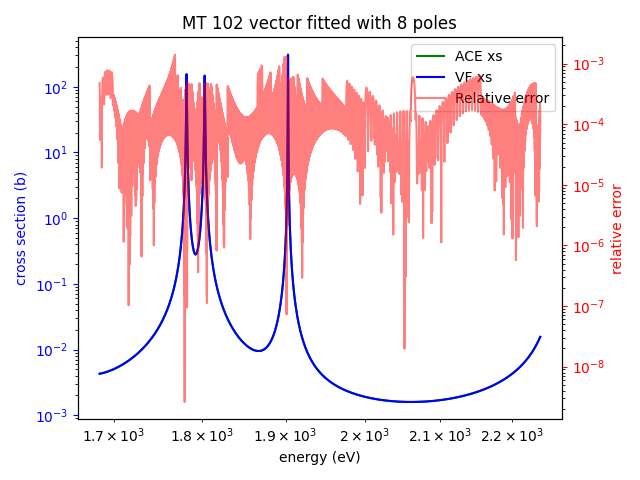 MT 102 vector fitted with 8 poles
ACE xs
VF xs
Relative error
cross section (b)
10²
10¹
10⁰
10⁻¹
10⁻²
10⁻³
relative error
10⁻³
10⁻⁴
10⁻⁵
10⁻⁶
10⁻⁷
10⁻⁸
1.7 × 10³ 1.8 × 10³ 1.9 × 10³ 2 × 10³ 2.1 × 10³ 2.2 × 10³
energy (eV)